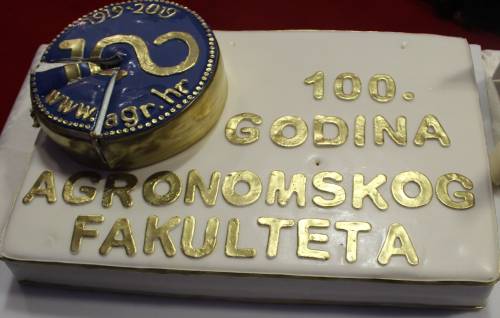 1919-2019
100
www.agr.hr
100.
GODINA
AGRONOMSKOG
FAKULTETA